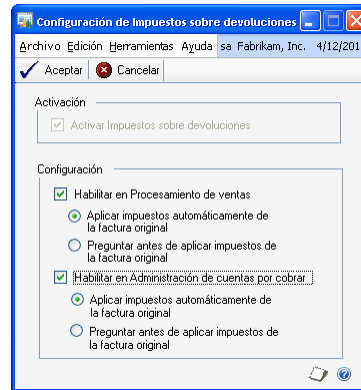 Configuración de Impuestos sobre devoluciones
Archivo Edición Herramientas Ayuda sa Fabrikam, Inc. 4/12/201
Aceptar Cancelar
Activación
Activar Impuestos sobre devoluciones
Configuración
Habilitar en Procesamiento de ventas
Aplicar impuestos automáticamente de
la factura original
Preguntar antes de aplicar impuestos de
la factura original
Habilitar en Administración de cuentas por cobrar
Aplicar impuestos automáticamente de
la factura original
Preguntar antes de aplicar impuestos de
la factura original